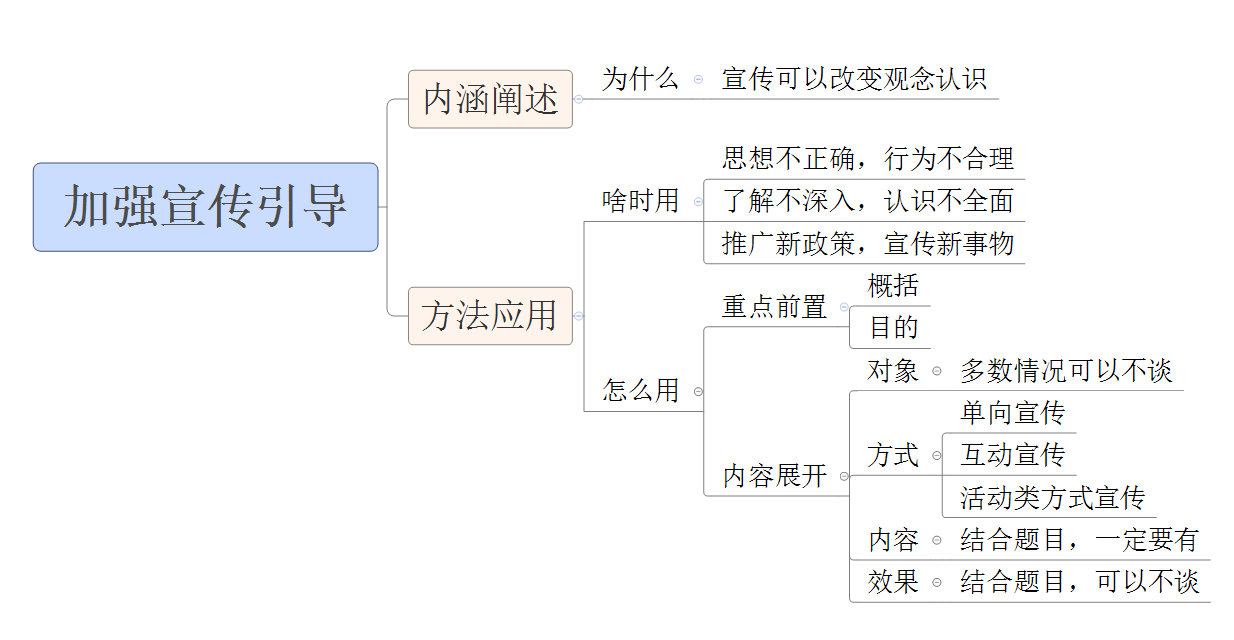 加强宣传引导
内涵阐述
为什么
宣传可以改变观念认识
方法应用
啥时用
思想不正确，行为不合理
了解不深入，认识不全面
推广新政策，宣传新事物
怎么用
重点前置
概括
目的
内容展开
对象
多数情况可以不谈
方式
单向宣传
互动宣传
活动类方式宣传
内容
结合题目，一定要有
效果
结合题目，可以不谈